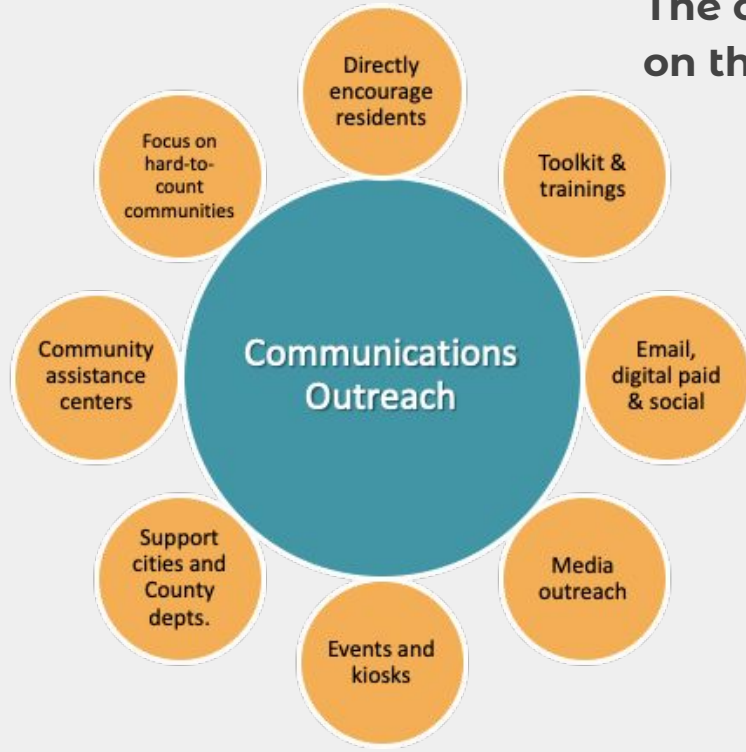 The
on th
Directly
encourage
residents
Toolkit &
trainings
Email,
digital paid
& social
Media
outreach
Events and
kiosks
Support
cities and
County
depts.
Community
assistance
centers
Focus on
hard-to-
count
communities
Communications
Outreach